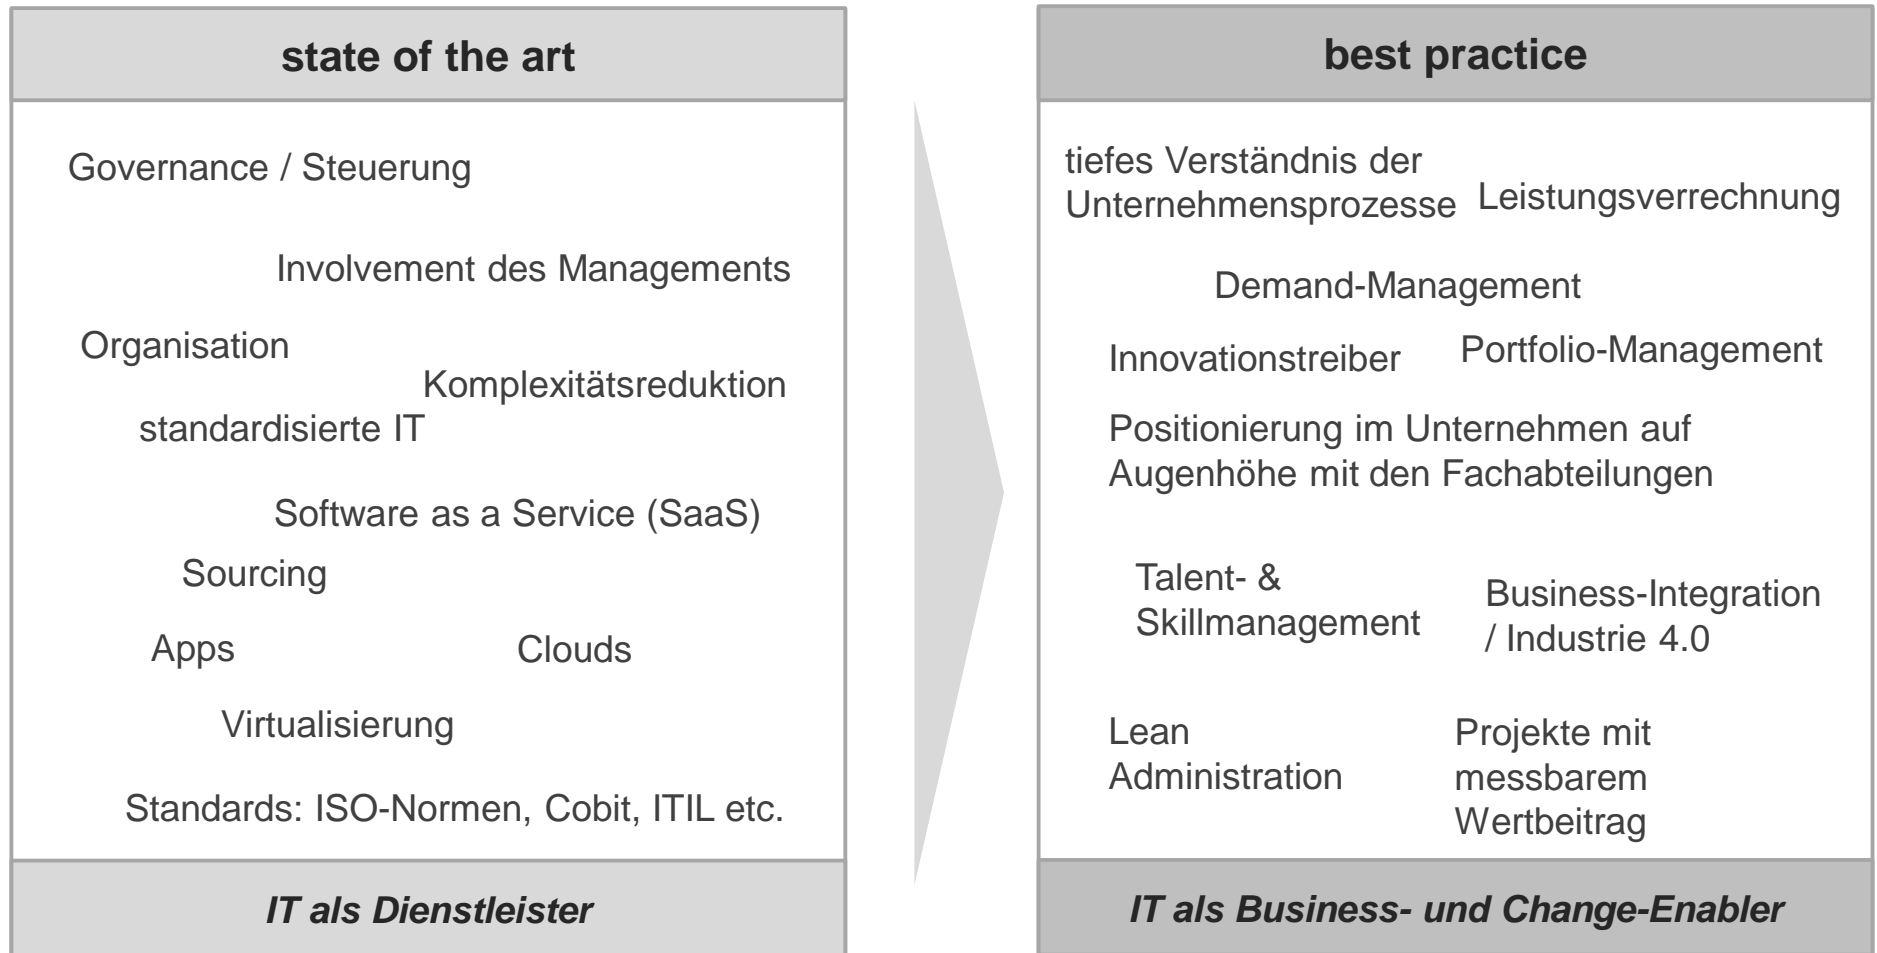 state of the art
Governance / Steuerung
Involvement des Managements
Organisation
Komplexitätsreduktion
standardisierte IT
Software as a Service (SaaS)
Sourcing
Apps
Clouds
Virtualisierung
Standards: ISO-Normen, Cobit, ITIL etc.
IT als Dienstleister
best practice
tiefes Verständnis der
Unternehmensprozesse
Leistungsverrechnung
Demand-Management
Innovationstreiber
Portfolio-Management
Positionierung im Unternehmen auf
Augenhöhe mit den Fachabteilungen
Talent- &
Skillmanagement
Business-Integration
/ Industrie 4.0
Lean
Administration
Projekte mit
messbarem
Wertbeitrag
IT als Business- und Change-Enabler